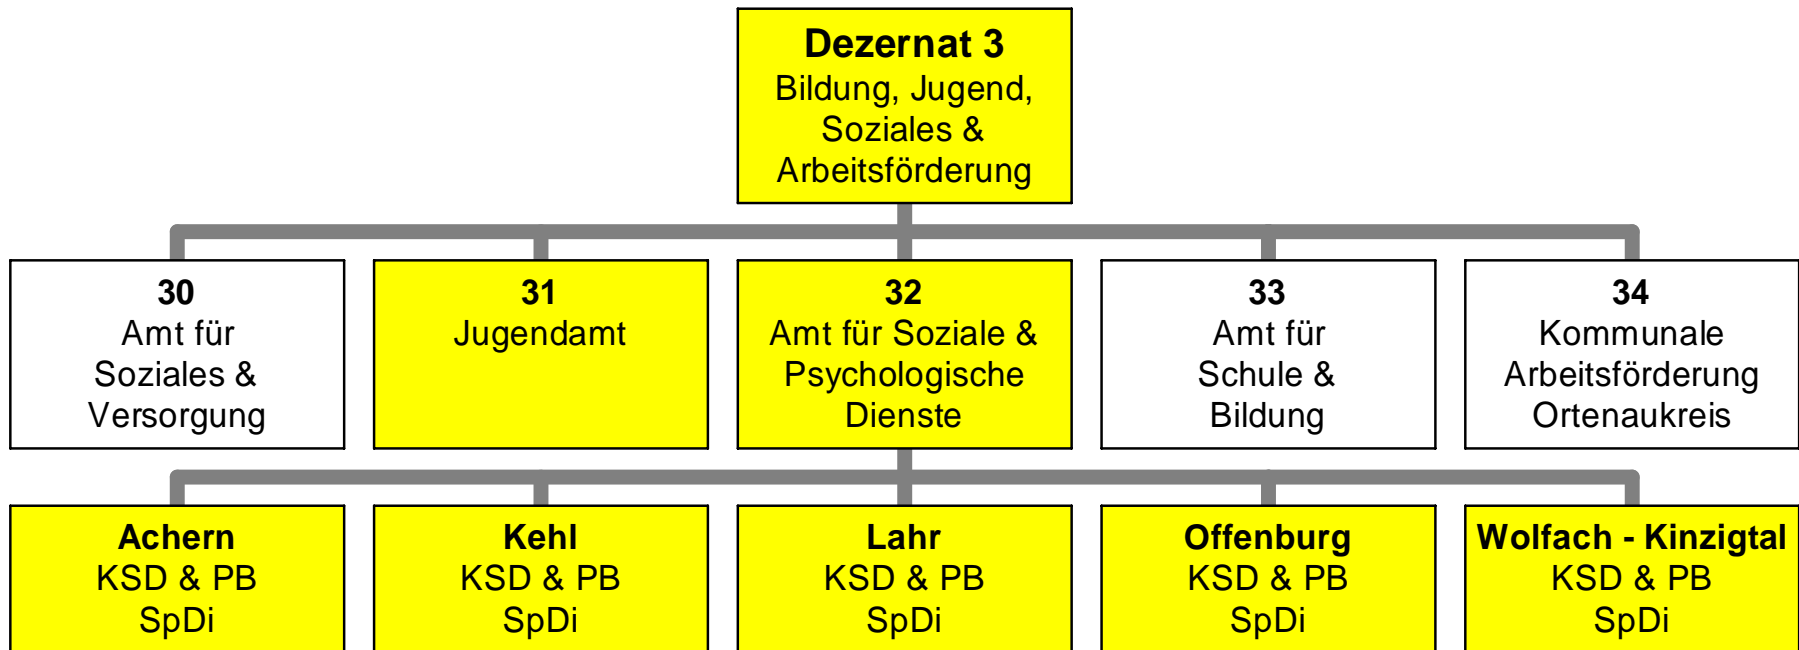 Dezernat 3
Bildung, Jugend,
Soziales &
Arbeitsförderung
30
Amt für
Soziales &
Versorgung
31
Jugendamt
32
Amt für Soziale &
Psychologische
Dienste
33
Amt für
Schule &
Bildung
34
Kommunale
Arbeitsförderung
Ortenaukreis
Achern
KSD & PB
SpDi
Kehl
KSD & PB
SpDi
Lahr
KSD & PB
SpDi
Offenburg
KSD & PB
SpDi
Wolfach - Kinzigtal
KSD & PB
SpDi